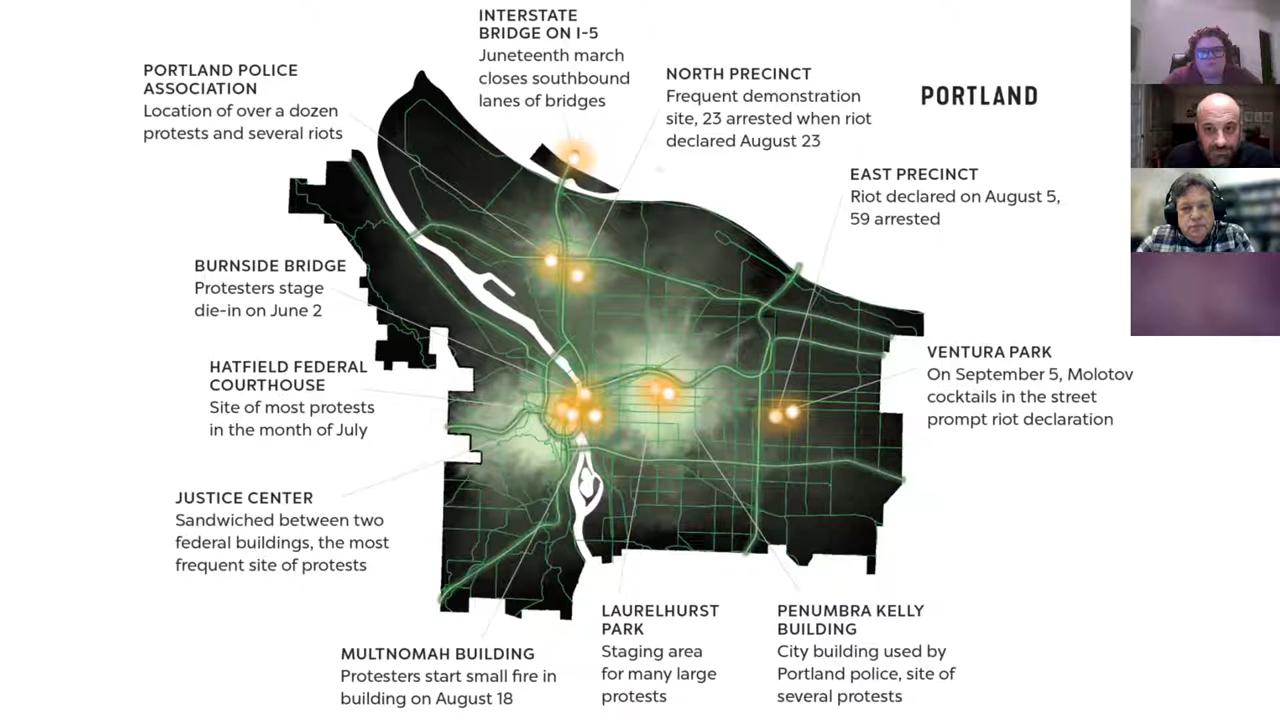 INTERSTATE
BRIDGE ON I-5
Juneteenth march
closes southbound
lanes of bridges
PORTLAND POLICE
ASSOCIATION
Location of over a dozen
protests and several riots
NORTH PRECINCT
Frequent demonstration
site, 23 arrested when riot
declared August 23
PORTLAND
EAST PRECINCT
Riot declared on August 5,
59 arrested
BURNSIDE BRIDGE
Protesters stage
die-in on June 2
HATFIELD FEDERAL
COURTHOUSE
Site of most protests
in the month of July
VENTURA PARK
On September 5, Molotov
cocktails in the street
prompt riot declaration
JUSTICE CENTER
Sandwiched between two
federal buildings, the most
frequent site of protests
MULTNOMAH BUILDING
Protesters start small fire in
building on August 18
LAURELHURST
PARK
Staging area
for many large
protests
PENUMBRA KELLY
BUILDING
City building used by
Portland police, site of
several protests